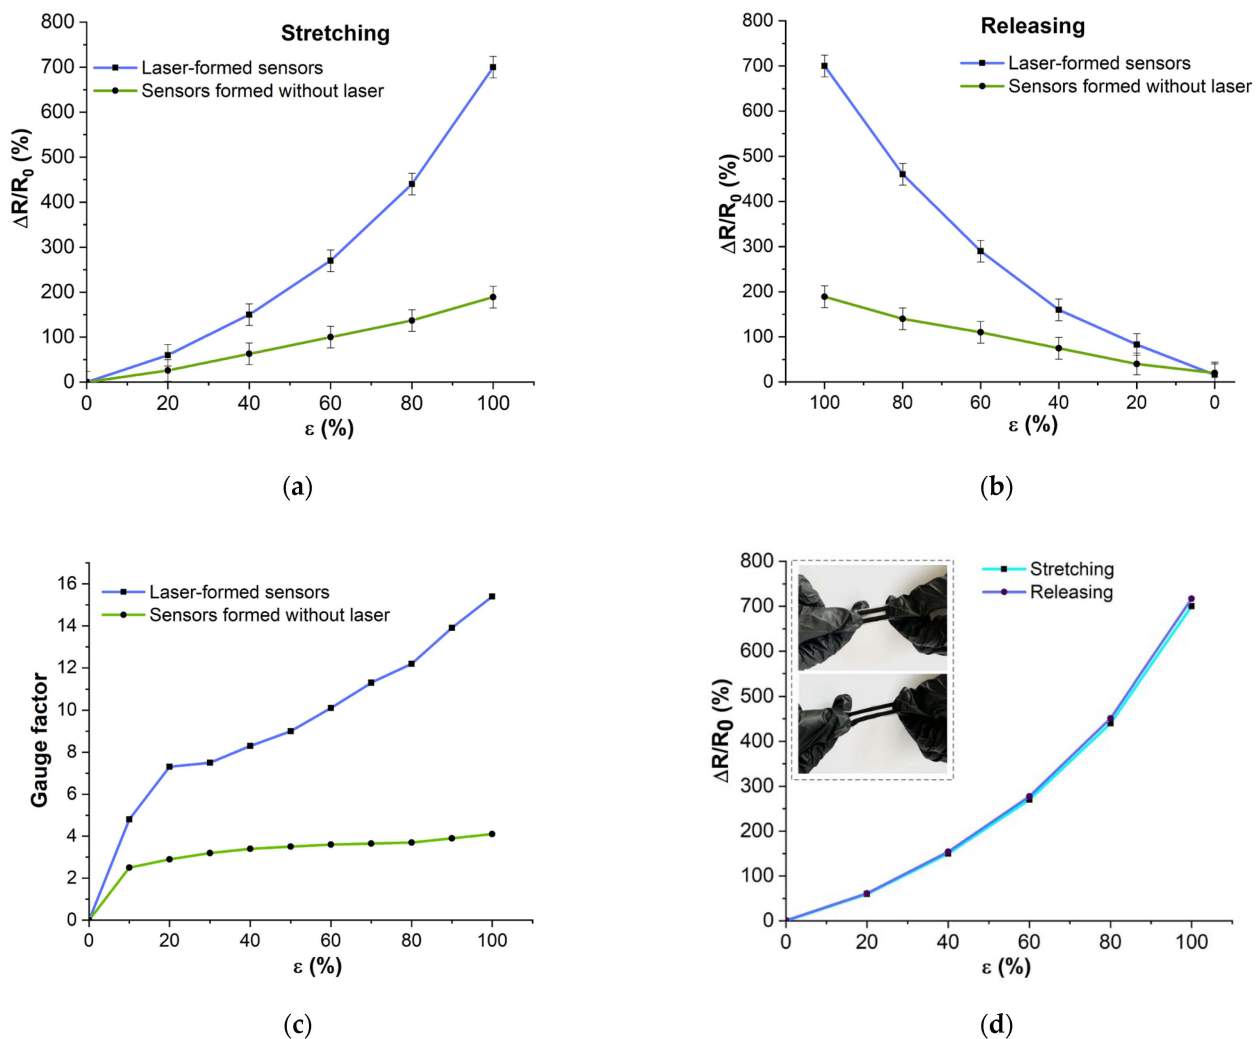 Stretching
Laser-formed sensors
Sensors formed without laser
800
700
600
500
400
300
200
100
0
ΔR/R0 (%)
0 20 40 60 80 100
ε (%)
(a)
Releasing
Laser-formed sensors
Sensors formed without laser
800
700
600
500
400
300
200
100
0
ΔR/R0 (%)
100 80 60 40 20 0
ε (%)
(b)
Laser-formed sensors
Sensors formed without laser
16
14
12
10
8
6
4
2
0
Gauge factor
0 20 40 60 80 100
ε (%)
(c)
Stretching
Releasing
800
700
600
500
400
300
200
150
100
50
0
ΔR/R0 (%)
0 20 40 60 80 100
ε (%)
(d)